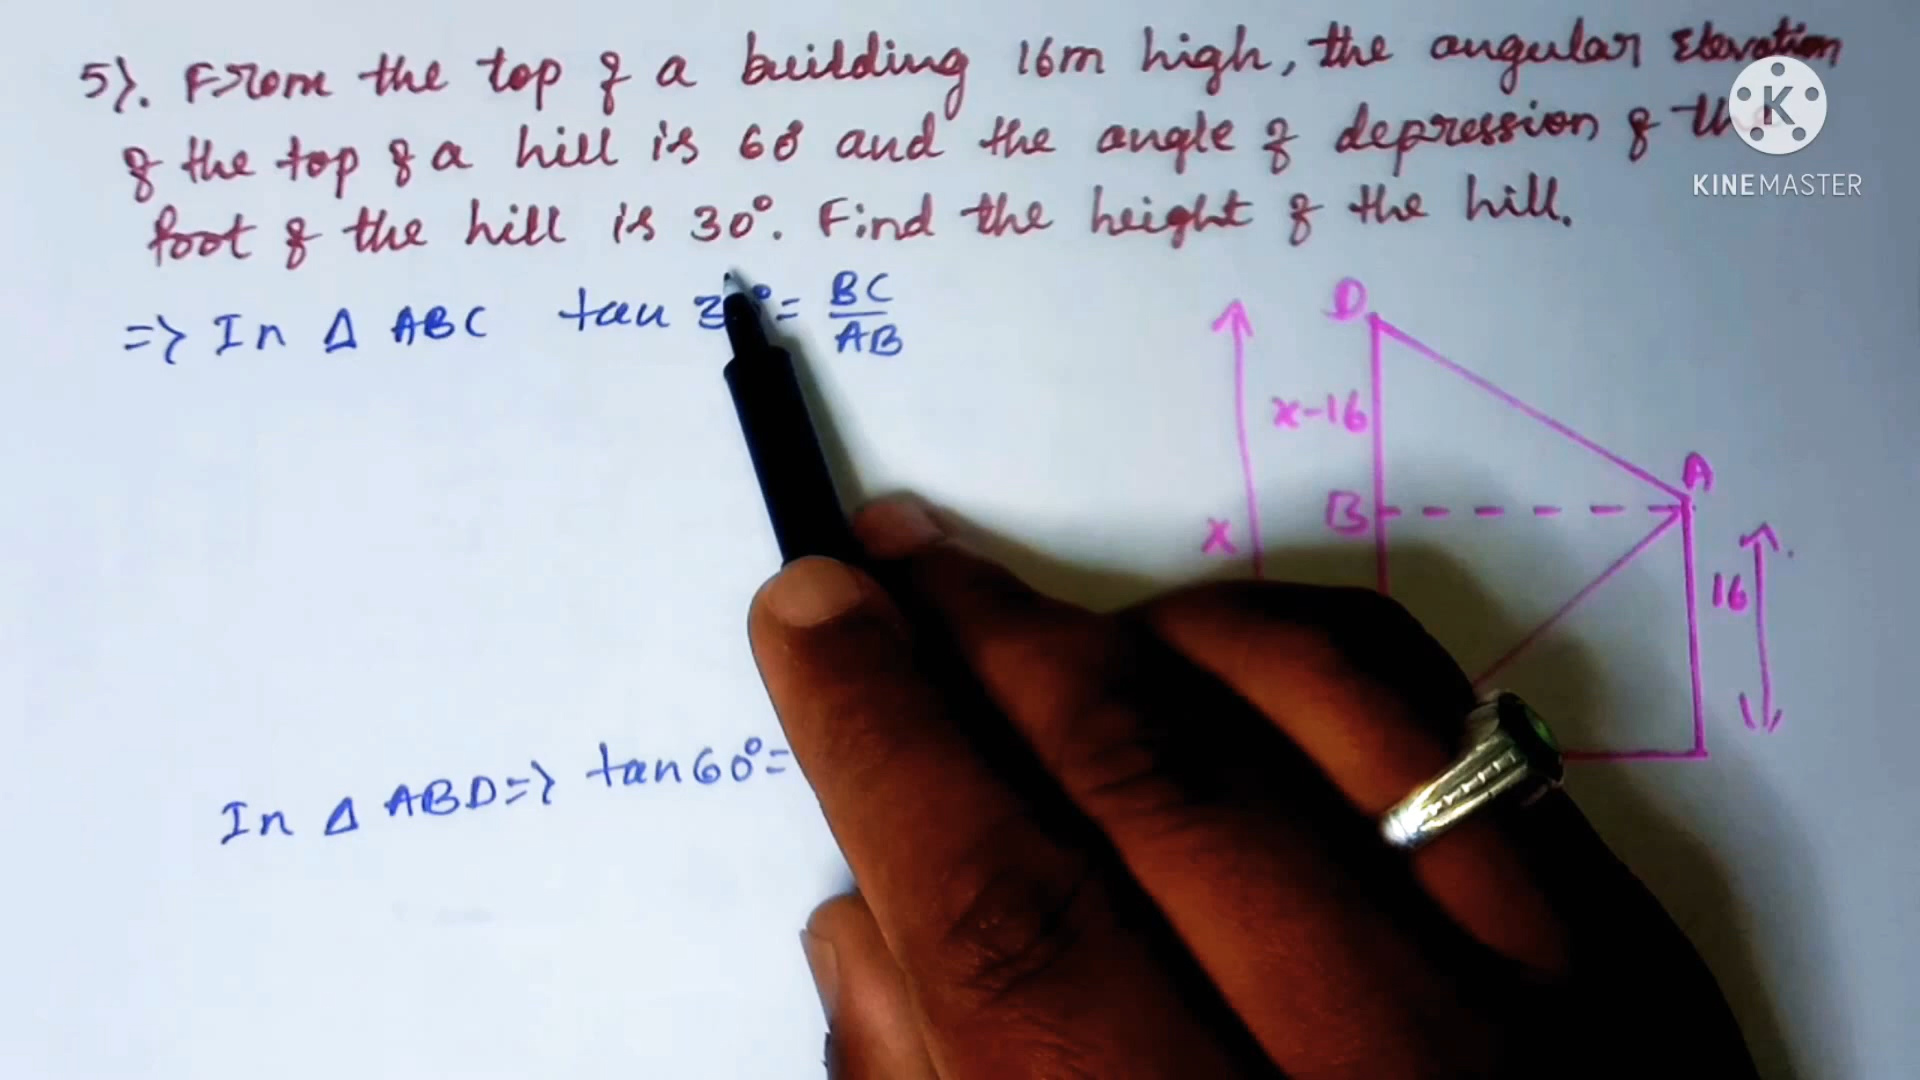 5). From the top of a building 16m high, the angular Elevation
of the top of a hill is 60 and the angle of depression of the
foot of the hill is 30°. Find the height of the hill.
KINEMASTER
=> In Δ ABC tan 30° = BC/AB
D
x-16
A
B
x
16
In Δ ABD => tan60° =